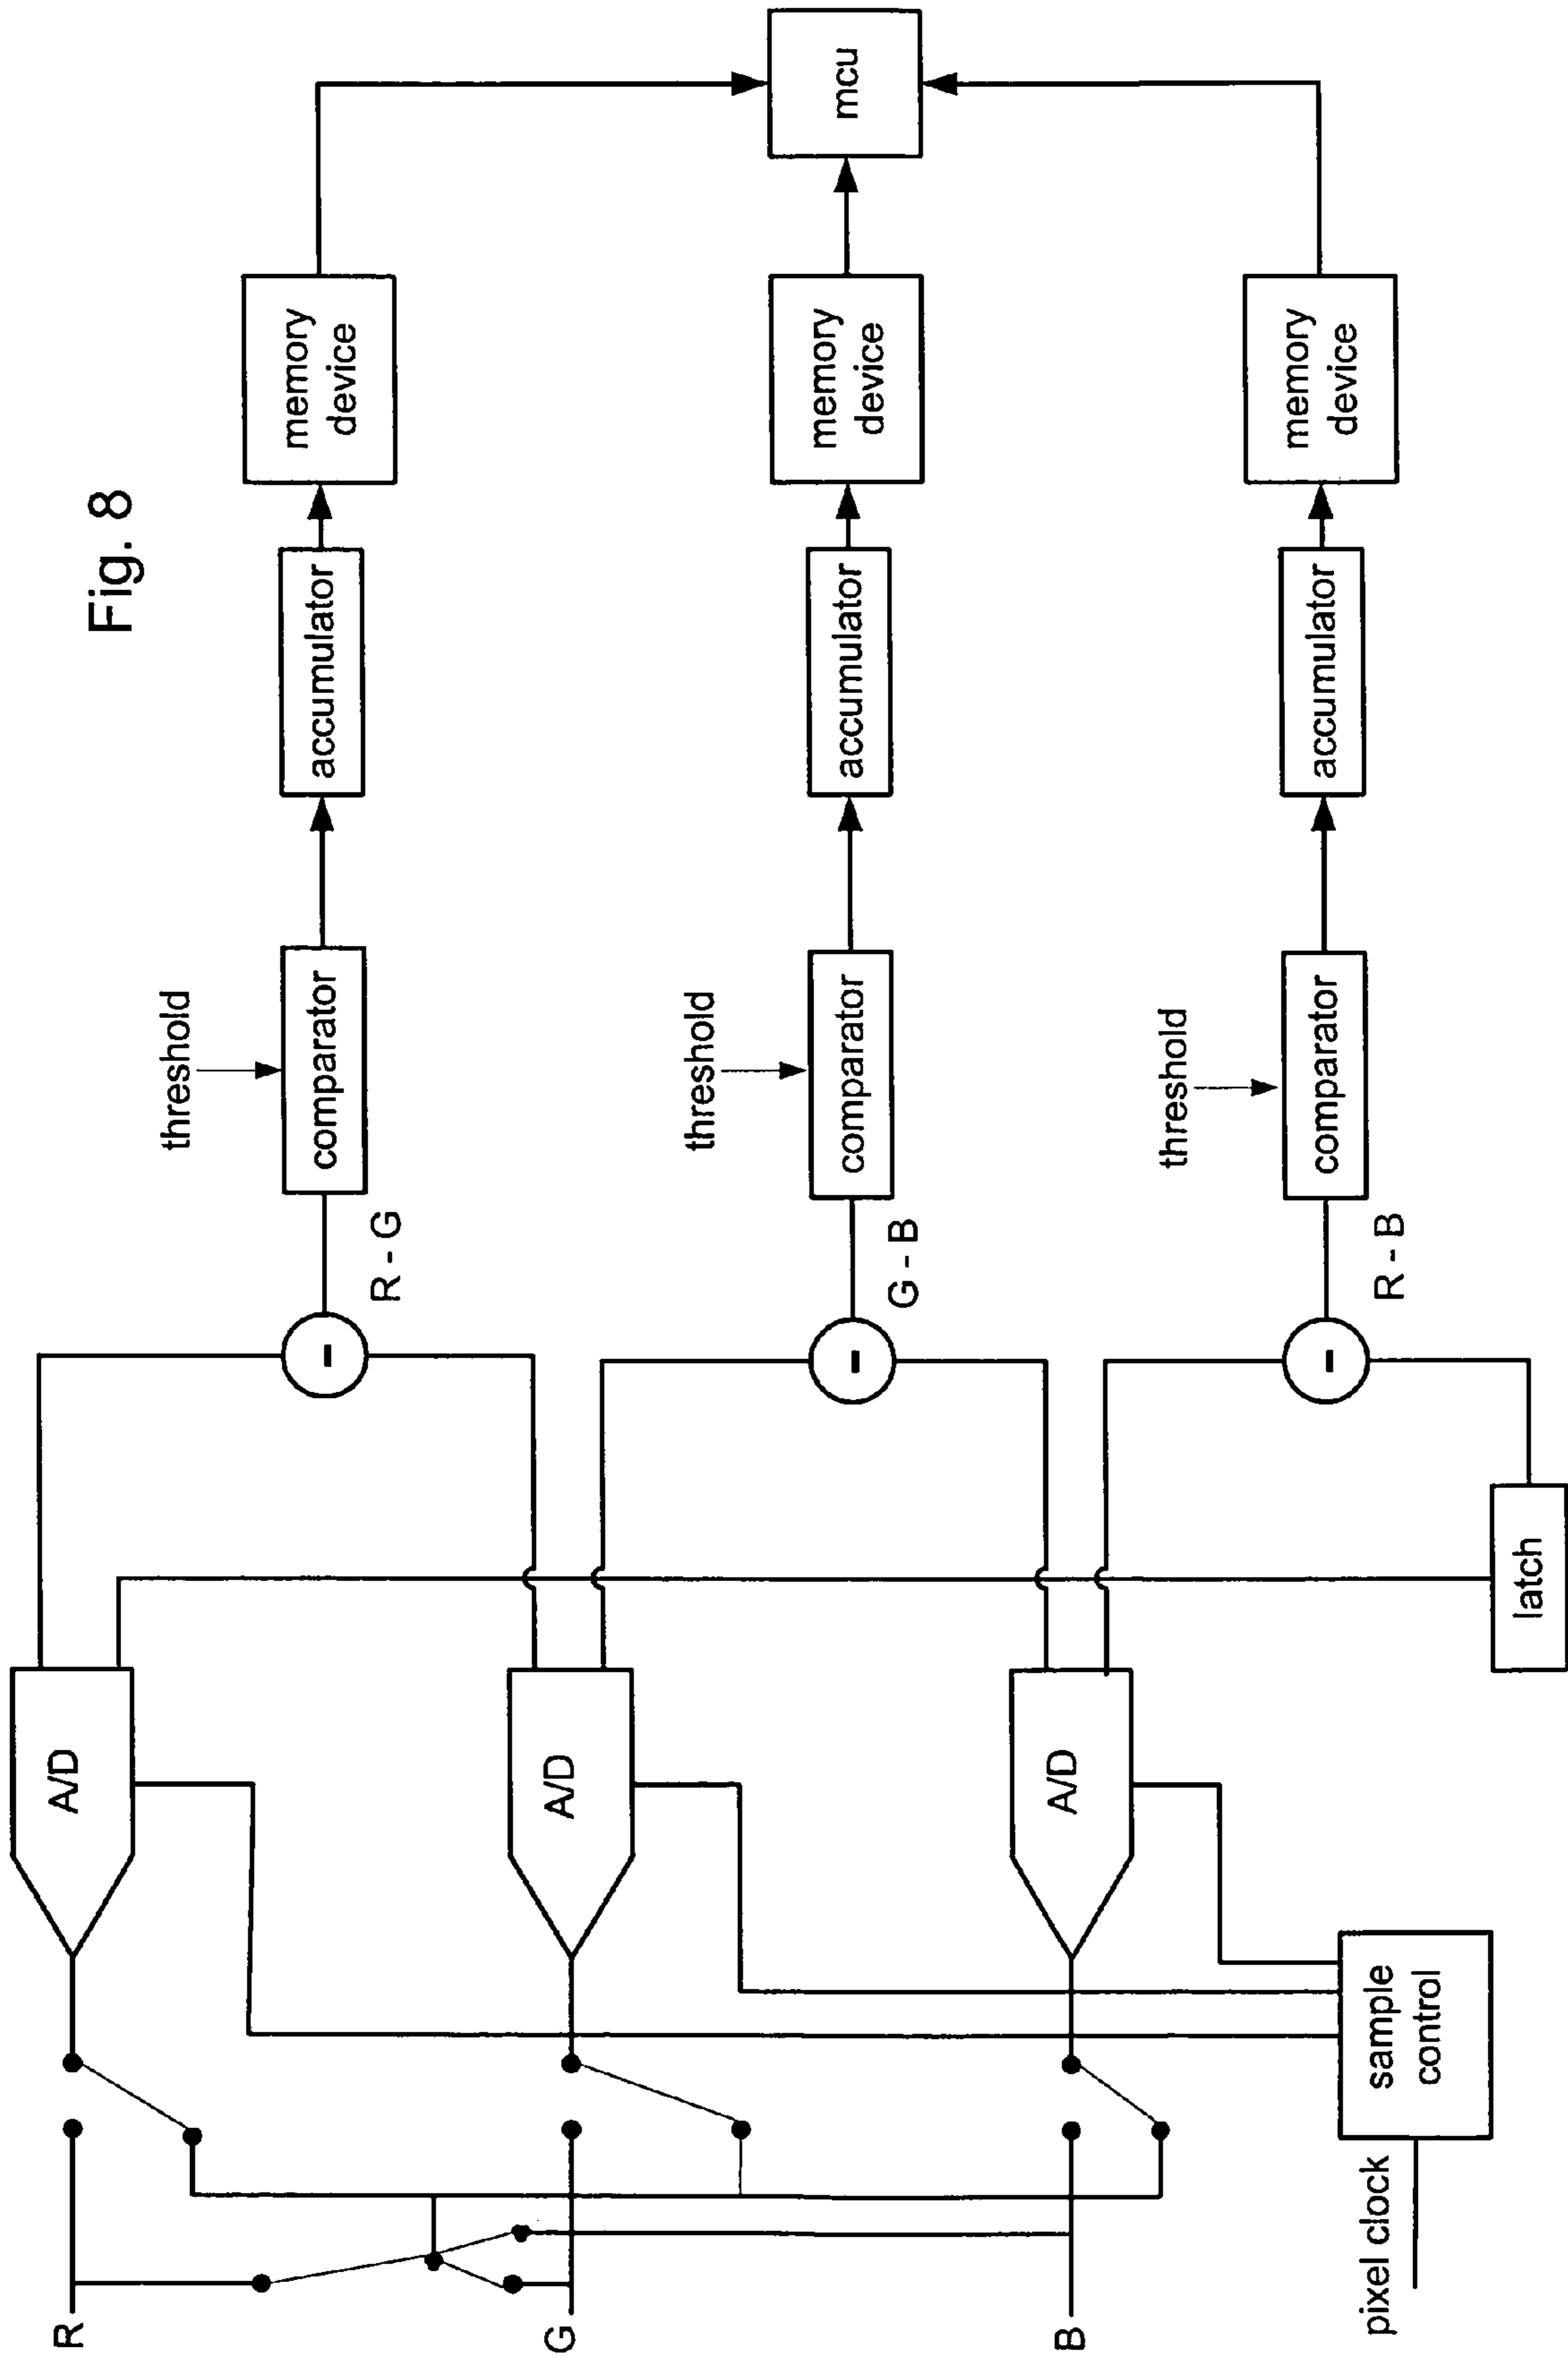 Fig. 8
R
G
B
pixel clock
sample
control
A/D
A/D
A/D
latch
R - G
G - B
R - B
threshold
threshold
threshold
comparator
comparator
comparator
accumulator
accumulator
accumulator
memory
device
memory
device
memory
device
mcu